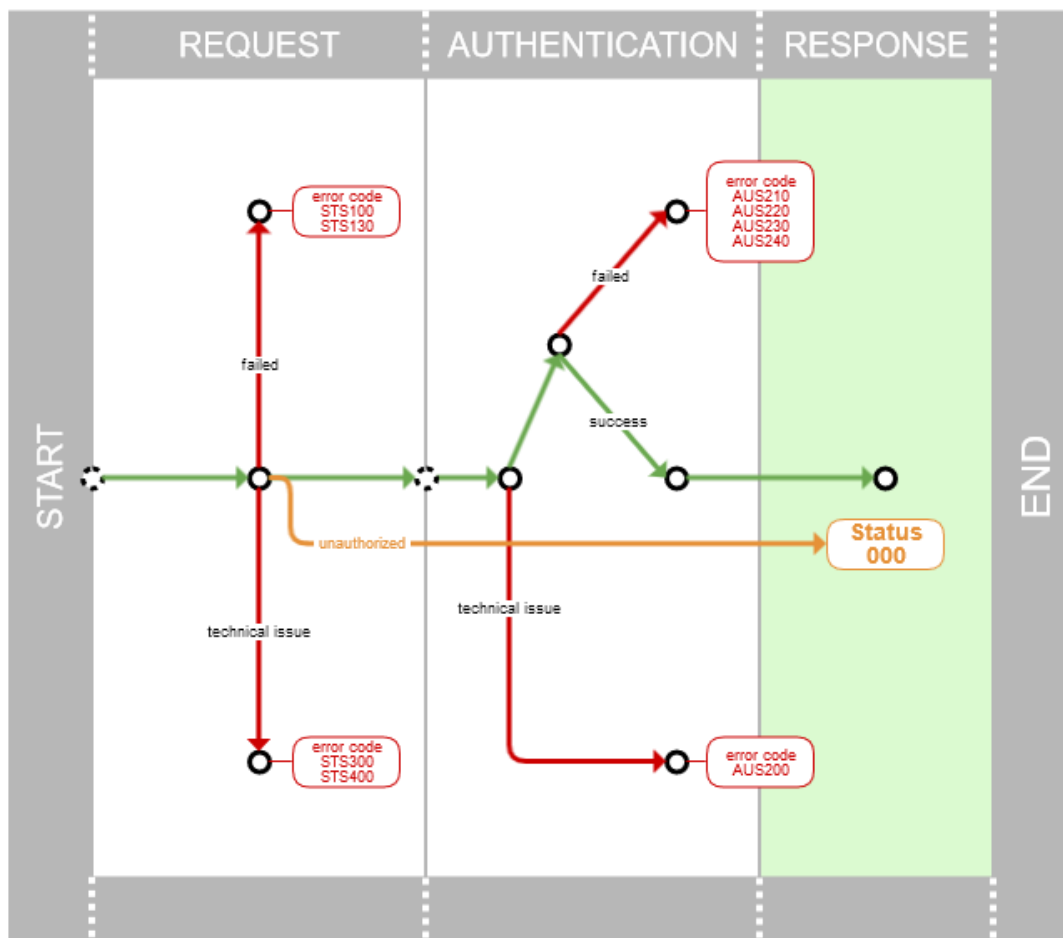 REQUEST
AUTHENTICATION
RESPONSE
START
END
error code
STS100
STS130
error code
AUS210
AUS220
AUS230
AUS240
failed
failed
success
unauthorized
Status
000
technical issue
technical issue
error code
STS300
STS400
error code
AUS200